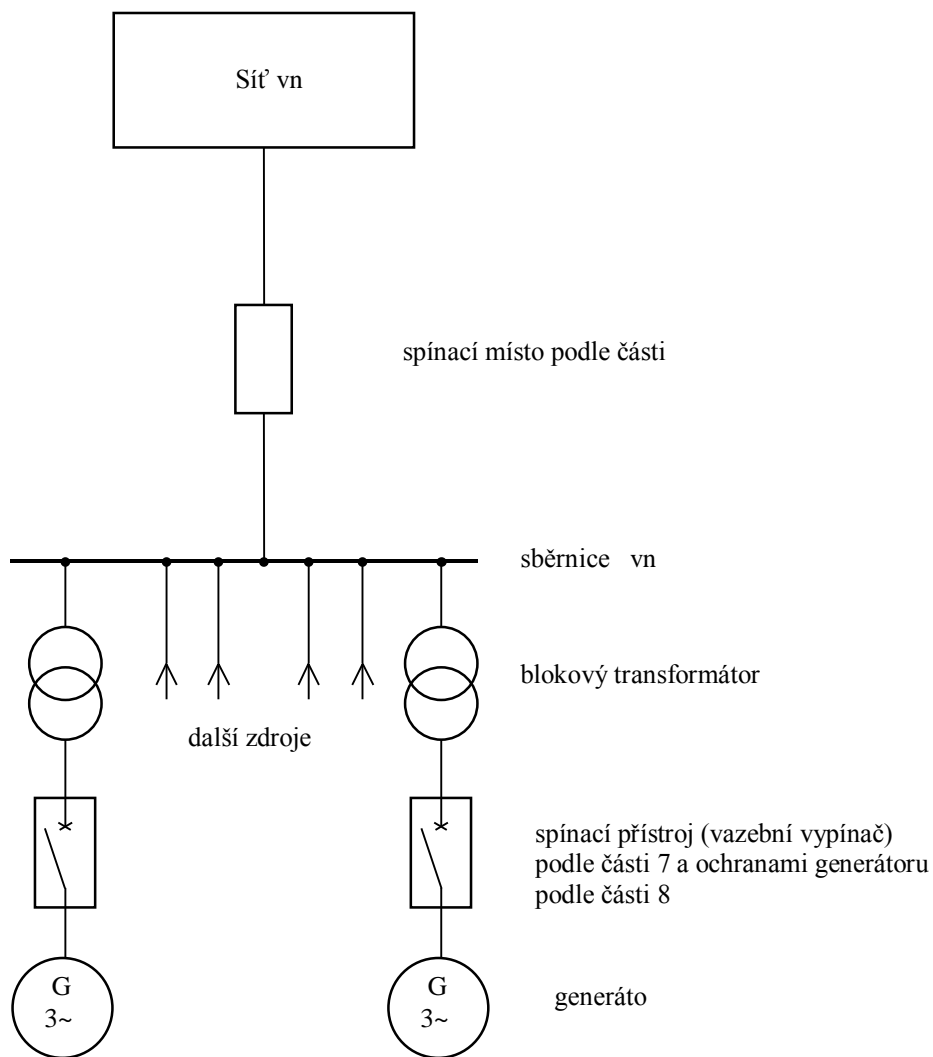 Síť vn
spínací místo podle části
sběrnice vn
blokový transformátor
další zdroje
spínací přístroj (vazební vypínač)
podle části 7 a ochranami generátoru
podle části 8
G
3~
G
3~
generáto